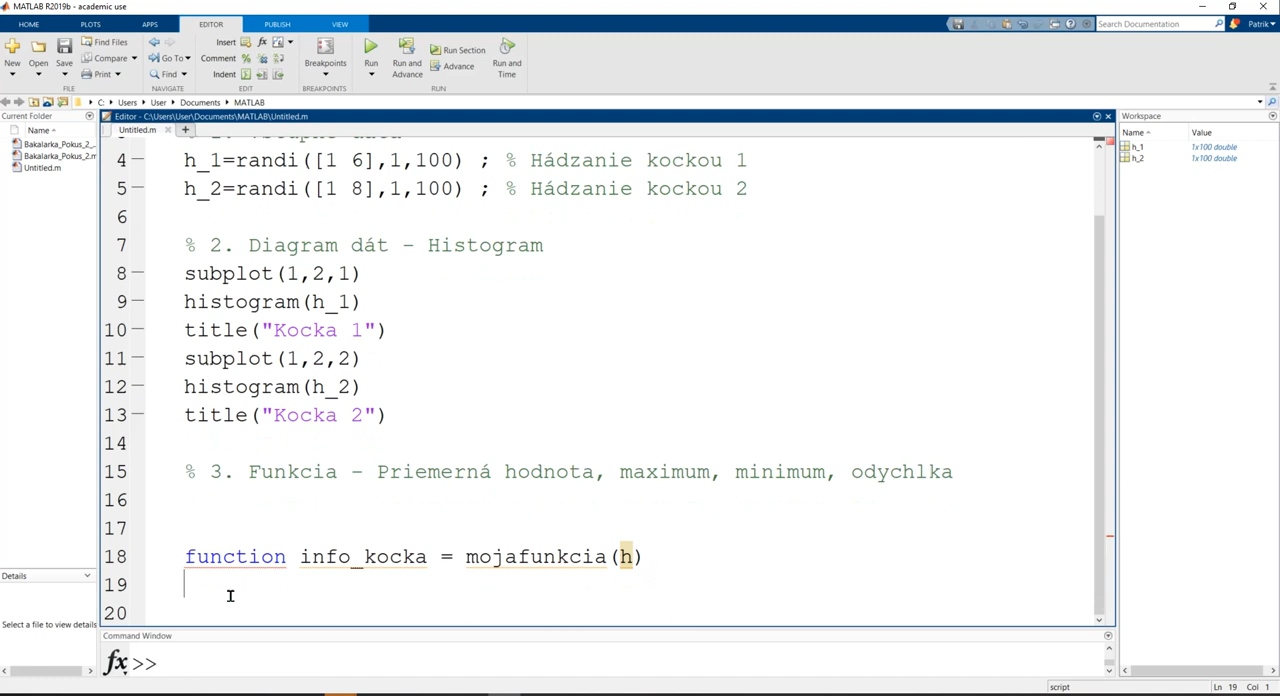 MATLAB R2019b - academic use
HOME PLOTS APPS EDITOR PUBLISH VIEW
Search Documentation
Patrik
New
Open
Save
Find Files
Compare
Print
FILE
Go To
Find
NAVIGATE
Insert
Comment
Indent
EDIT
Breakpoints
BREAKPOINTS
Run
Run and Advance
Run Section
Advance
Run and Time
RUN
C: Users User Documents MATLAB
Current Folder
Name
Bakalarka_Pokus_2_...
Bakalarka_Pokus_2.m
Untitled.m
Details
Select a file to view details
Editor - C:\Users\User\Documents\MATLAB\Untitled.m
Untitled.m
4 h_1=randi([1 6],1,100) ; % Hádzanie kockou 1
5 h_2=randi([1 8],1,100) ; % Hádzanie kockou 2
6
7 % 2. Diagram dát - Histogram
8 subplot(1,2,1)
9 histogram(h_1)
10 title("Kocka 1")
11 subplot(1,2,2)
12 histogram(h_2)
13 title("Kocka 2")
14
15 % 3. Funkcia - Priemerná hodnota, maximum, minimum, odychlka
16
17
18 function info_kocka = mojafunkcia(h)
19
20
Command Window
fx >>
Workspace
Name Value
h_1 1x100 double
h_2 1x100 double
script
Ln 19 Col 1